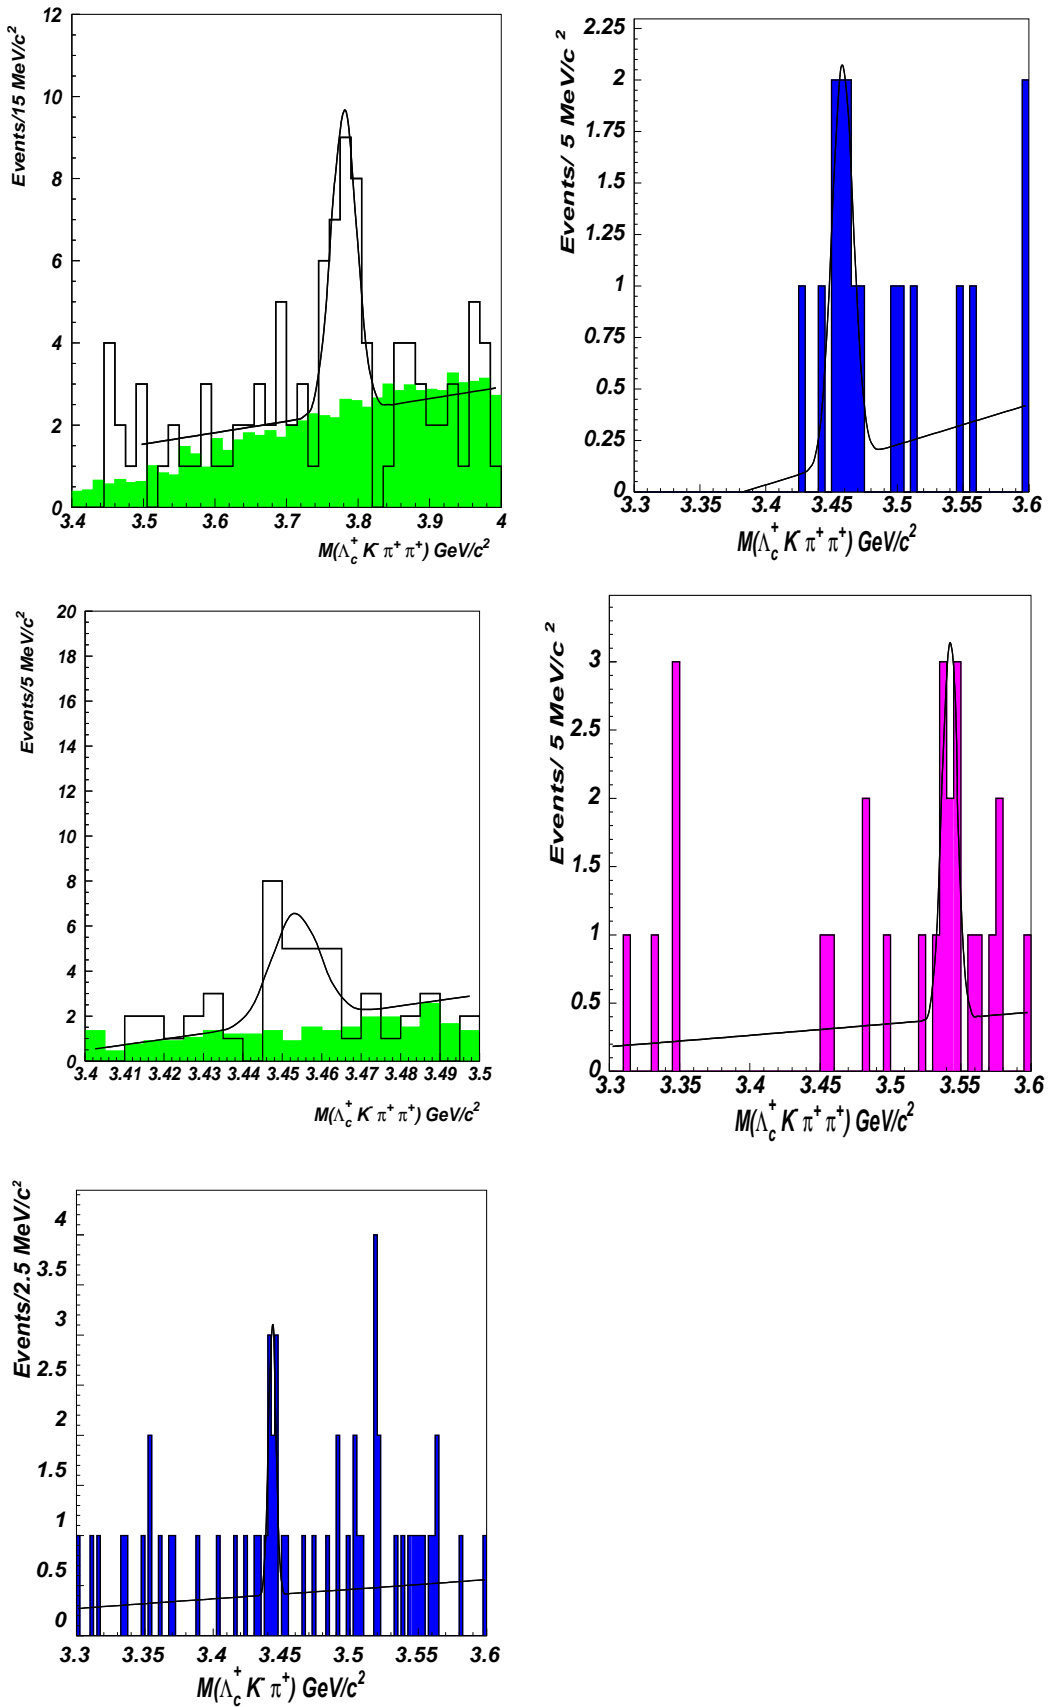 Events/15 MeV/c²
12
10
8
6
4
2
0
3.4 3.5 3.6 3.7 3.8 3.9 4
M(Λc+ K- π+ π+) GeV/c²
Events/ 5 MeV/c ²
2.25
2
1.75
1.5
1.25
1
0.75
0.5
0.25
0
3.3 3.35 3.4 3.45 3.5 3.55 3.6
M(Λc+ K- π+ π+) GeV/c²
Events/5 MeV/c²
20
18
16
14
12
10
8
6
4
2
0
3.4 3.41 3.42 3.43 3.44 3.45 3.46 3.47 3.48 3.49 3.5
M(Λc+ K- π+ π+) GeV/c²
Events/ 5 MeV/c ²
3
2.5
2
1.5
1
0.5
0
3.3 3.35 3.4 3.45 3.5 3.55 3.6
M(Λc+ K- π+ π+) GeV/c²
Events/2.5 MeV/c²
4
3.5
3
2.5
2
1.5
1
0.5
0
3.3 3.35 3.4 3.45 3.5 3.55 3.6
M(Λc+ K- π+) GeV/c²